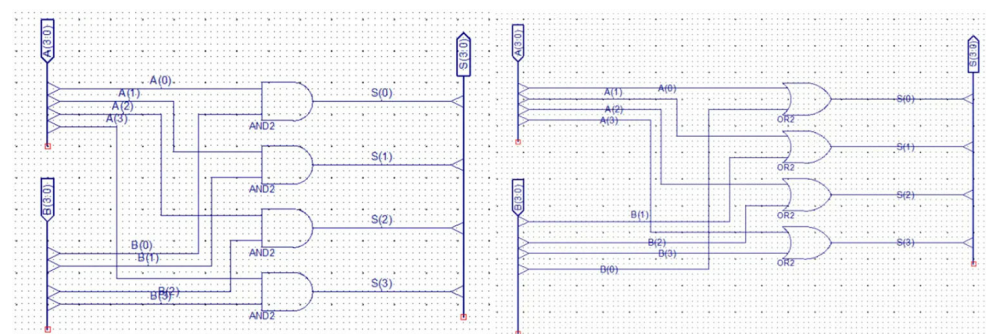 A(3:0)
S(3:0)
A(0)
A(1)
A(2)
A(3)
S(0)
AND2
S(1)
AND2
B(3:0)
S(2)
B(0)
B(1)
AND2
S(3)
B(2)
B(3)
AND2
A(3:0)
S(3:9)
A(0)
A(1)
A(2)
A(3)
S(0)
OR2
S(1)
OR2
B(3:0)
S(2)
B(1)
OR2
B(2)
S(3)
B(3)
B(0)
OR2